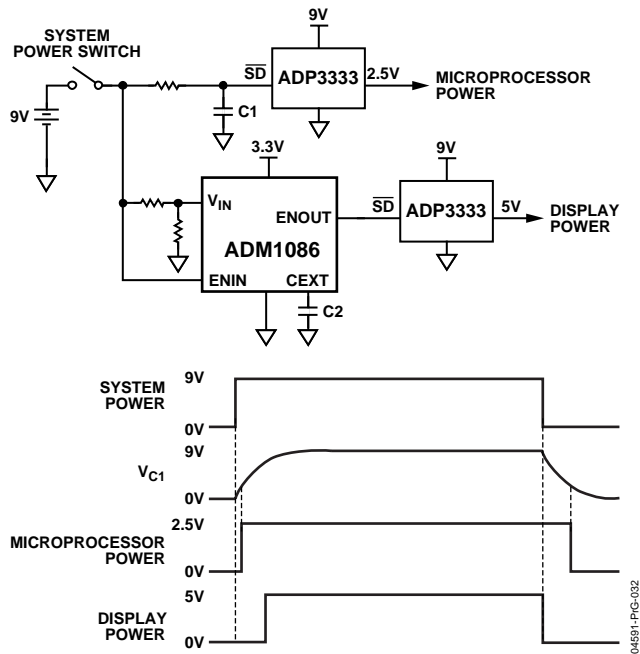 SYSTEM
POWER SWITCH
9V
9V
SD
ADP3333
2.5V
MICROPROCESSOR
POWER
C1
3.3V
9V
VIN
ENOUT
SD
ADP3333
5V
DISPLAY
POWER
ADM1086
ENIN
CEXT
C2
SYSTEM
POWER
9V
0V
VC1
9V
0V
MICROPROCESSOR
POWER
2.5V
0V
DISPLAY
POWER
5V
0V
04591-PrG-032